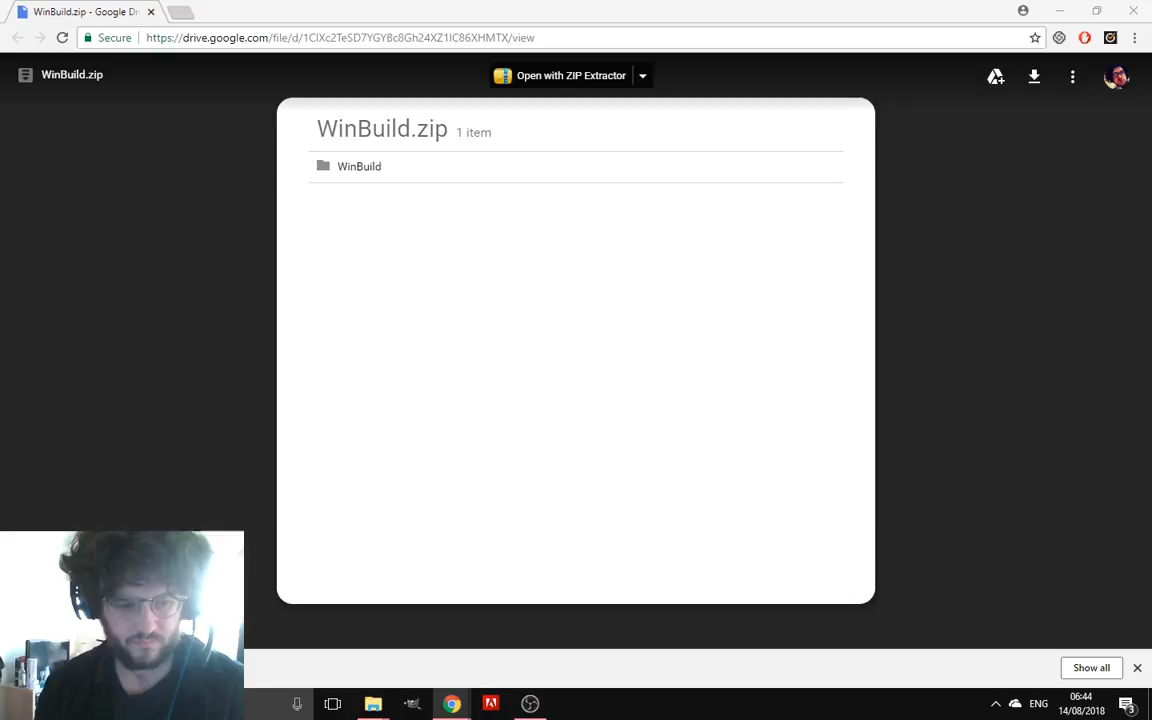 WinBuild.zip - Google Dr
Secure
https://drive.google.com/file/d/1ClXc2TeSD7YGYBc8Gh24XZ1lC86XHMTX/view
WinBuild.zip
Open with ZIP Extractor
WinBuild.zip 1 item
WinBuild
Show all
ENG
06:44
14/08/2018
3